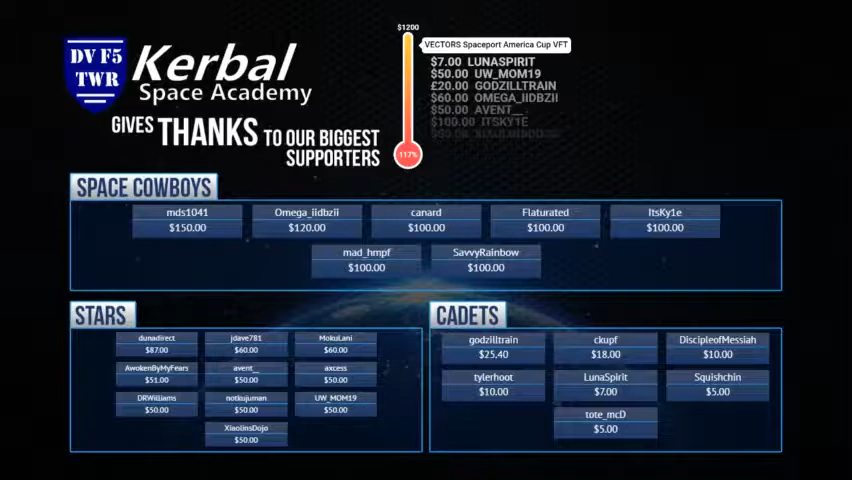 DV F5
TWR
Kerbal
Space Academy
GIVES THANKS TO OUR BIGGEST
SUPPORTERS
$1200
117%
VECTORS Spaceport America Cup VFT
$7.00 LUNASPIRIT
$50.00 UW_MOM19
£20.00 GODZILLTRAIN
$60.00 OMEGA_IIDBZII
$50.00 AVENT__
$100.00 ITSKY1E
SPACE COWBOYS
mds1041
$150.00
Omega_iidbzii
$120.00
canard
$100.00
Flaturated
$100.00
ItsKy1e
$100.00
mad_hmpf
$100.00
SavvyRainbow
$100.00
STARS
dunadirect
$87.00
jdave781
$60.00
MokuLani
$60.00
AwokenByMyFears
$51.00
avent__
$50.00
axcess
$50.00
DRWilliams
$50.00
notkujuman
$50.00
UW_MOM19
$50.00
XiaolinsDojo
$50.00
CADETS
godzilltrain
$25.40
ckupf
$18.00
DiscipleofMessiah
$10.00
tylerhoot
$10.00
LunaSpirit
$7.00
Squishchin
$5.00
tote_mcD
$5.00